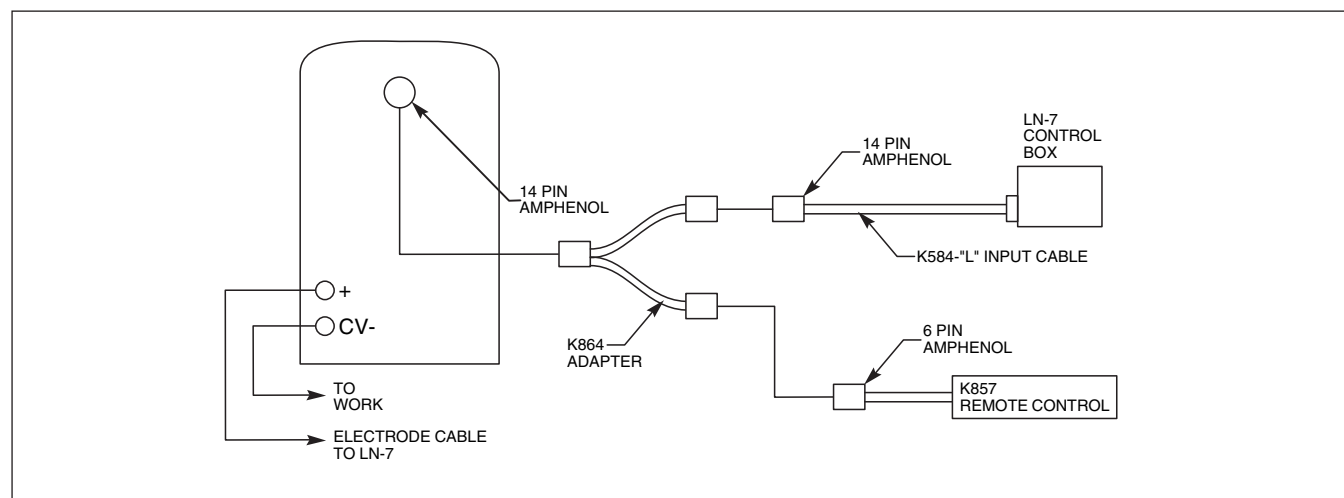 14 PIN
AMPHENOL
+
CV-
TO
WORK
ELECTRODE CABLE
TO LN-7
K864
ADAPTER
14 PIN
AMPHENOL
LN-7
CONTROL
BOX
K584-"L" INPUT CABLE
6 PIN
AMPHENOL
K857
REMOTE CONTROL